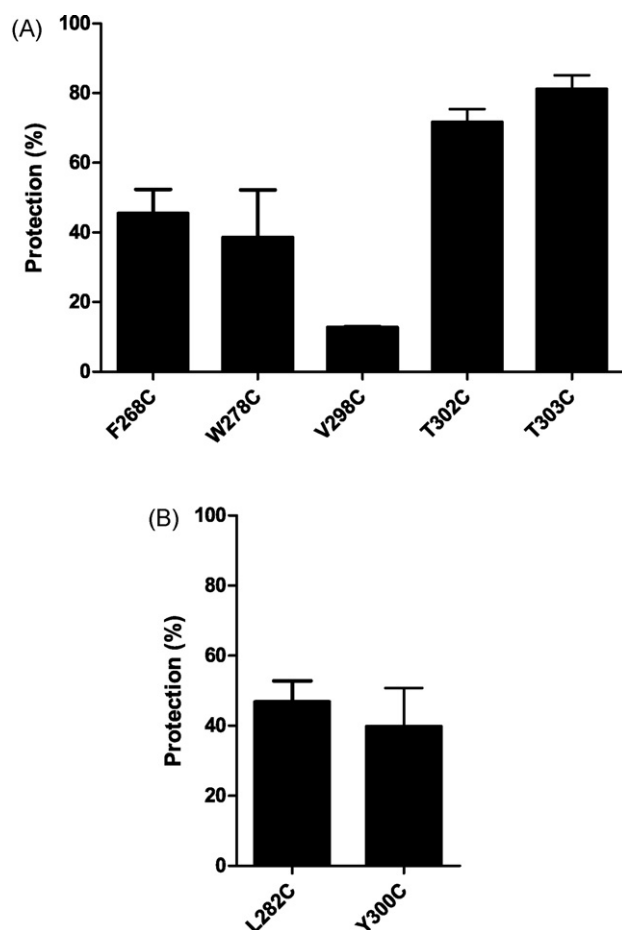 (A)
Protection (%)
100
80
60
40
20
0
F268C
W278C
V298C
T302C
T303C
(B)
Protection (%)
100
80
60
40
20
0
L282C
Y300C